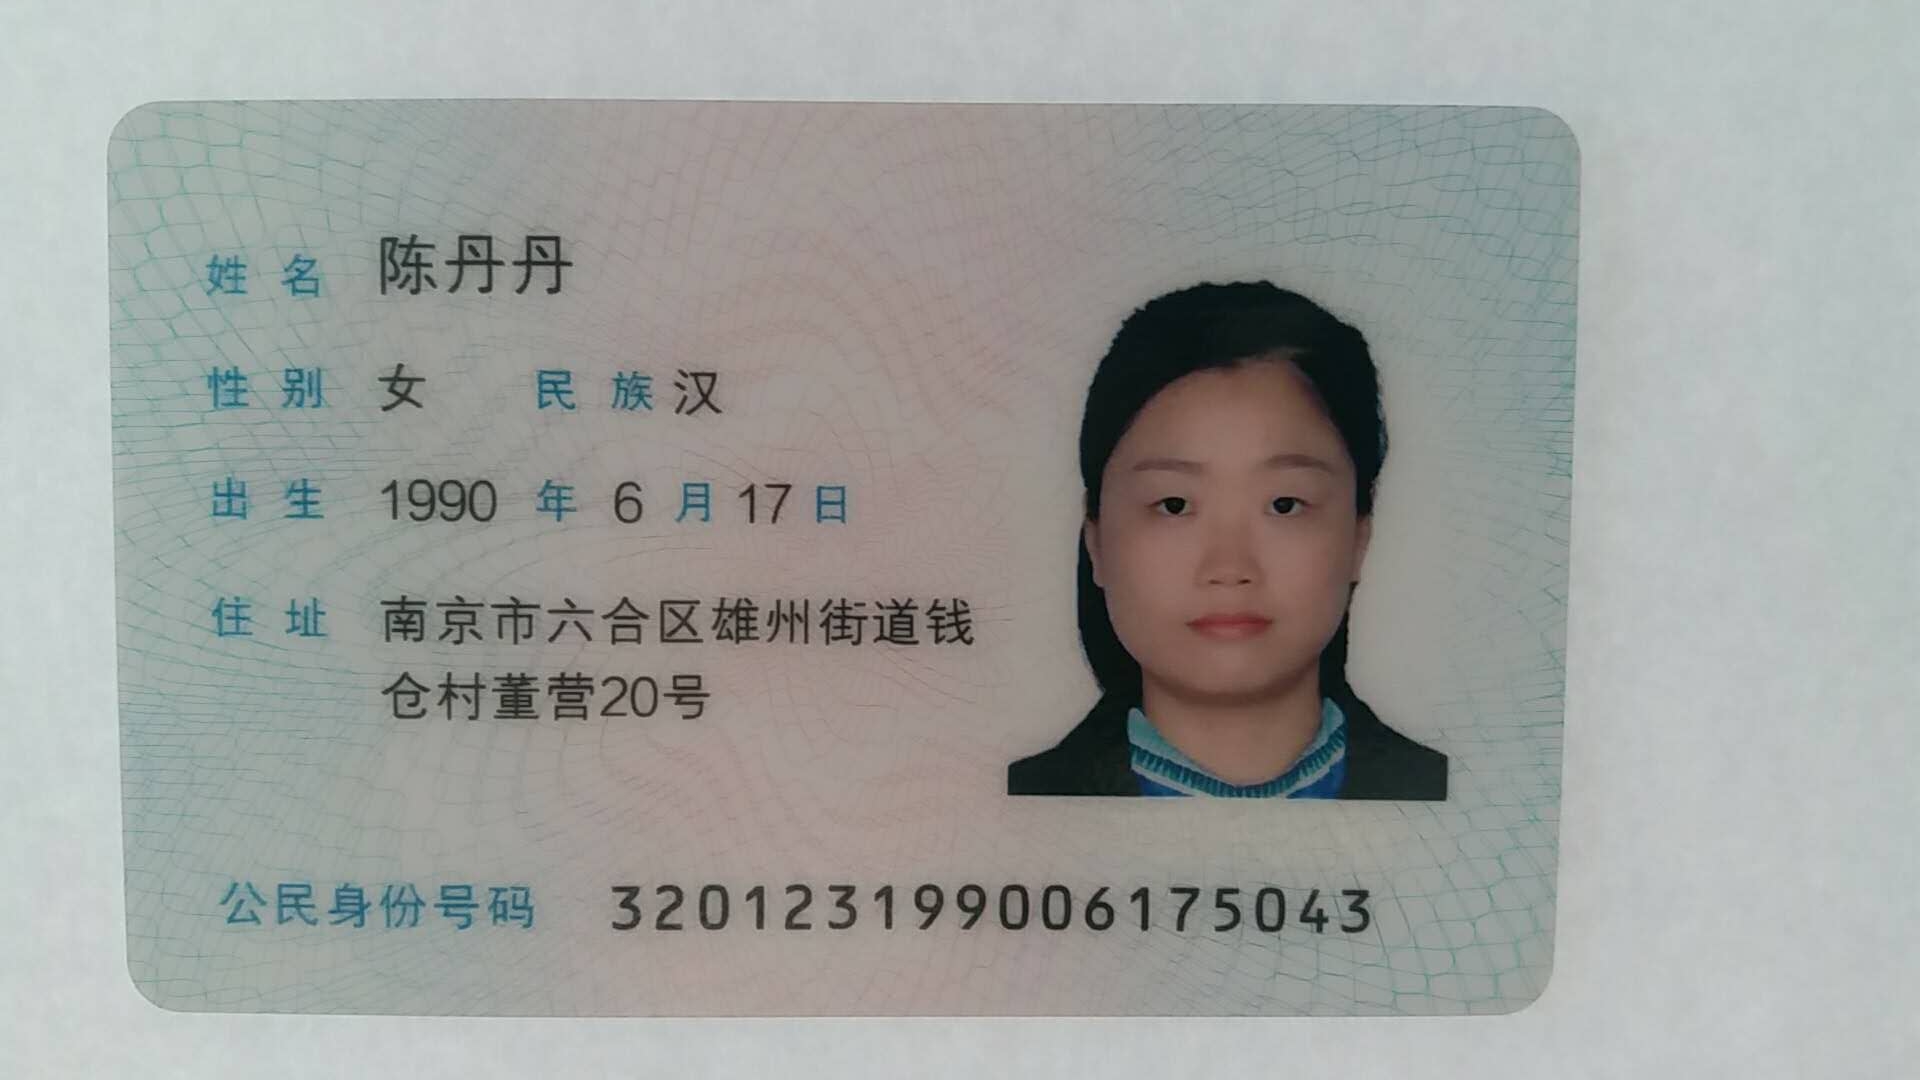 姓名 陈丹丹
性别 女 民族 汉
出生 1990 年 6 月 17 日
住址 南京市六合区雄州街道钱
仓村董营20号
公民身份号码 320123199006175043